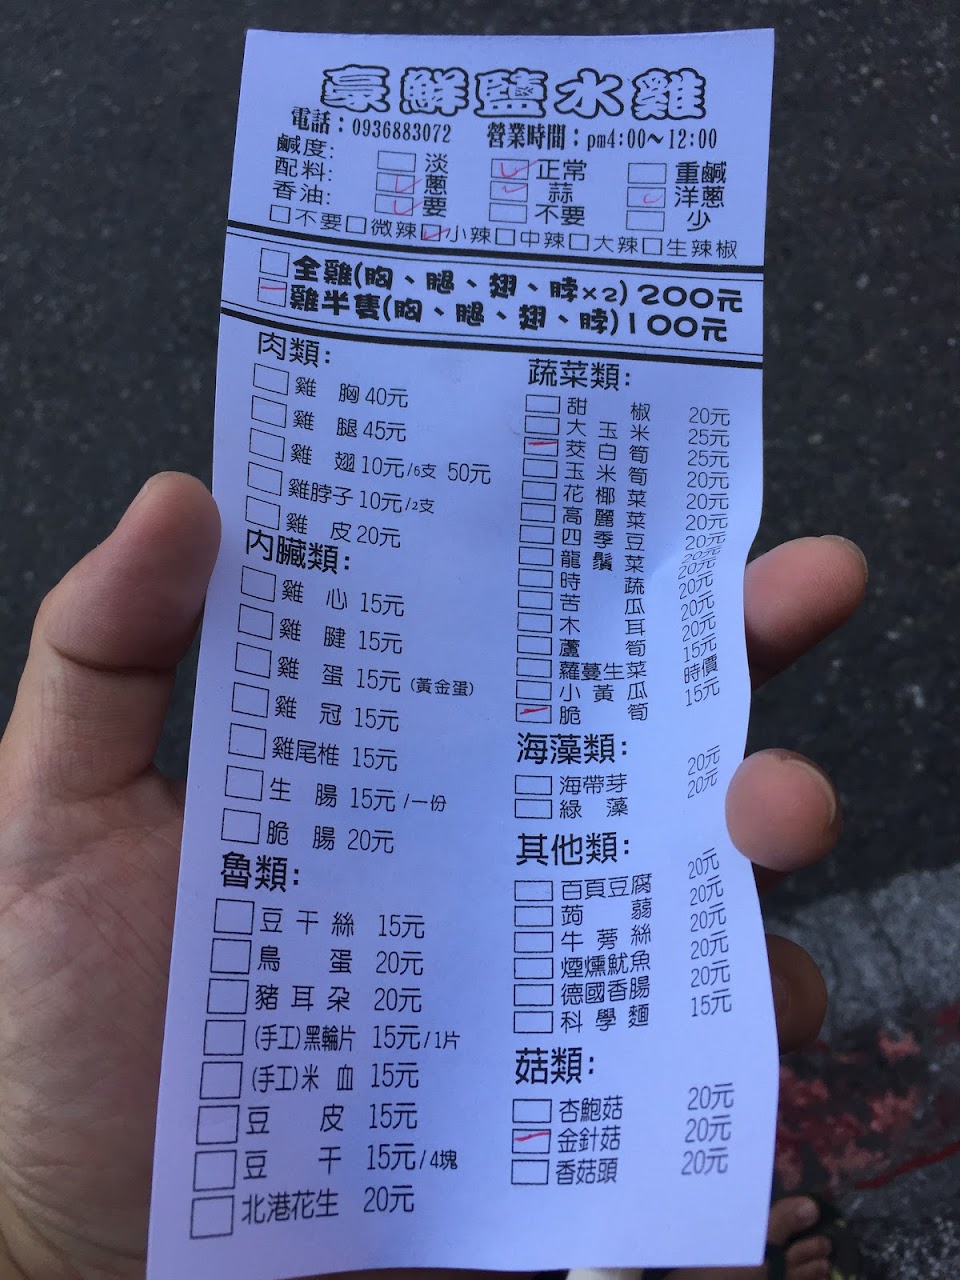 豪鮮鹽水雞
電話：0936883072 營業時間：pm4:00～12:00
鹹度： 淡 正常 重鹹
配料： 蔥 蒜 洋蔥
香油： 要 不要 少
不要 微辣 小辣 中辣 大辣 生辣椒
全雞(胸、腿、翅、脖×2) 200元
雞半隻(胸、腿、翅、脖)100元
肉類：
雞胸 40元
雞腿 45元
雞翅 10元/6支 50元
雞脖子 10元/2支
雞皮 20元
內臟類：
雞心 15元
雞腱 15元
雞蛋 15元(黃金蛋)
雞冠 15元
雞尾椎 15元
生腸 15元/一份
脆腸 20元
魯類：
豆干絲 15元
鳥蛋 20元
豬耳朵 20元
(手工)黑輪片 15元/1片
(手工)米血 15元
豆皮 15元
豆干 15元/4塊
北港花生 20元
蔬菜類：
甜椒 20元
大玉米 25元
茭白筍 25元
玉米筍 20元
花椰菜 20元
高麗菜 20元
四季豆 20元
龍鬚菜 20元
時蔬 20元
苦瓜 20元
木耳 20元
蘆筍 15元
蘿蔓生菜 時價
小黃瓜 15元
脆筍
海藻類：
海帶芽 20元
綠藻 20元
其他類：
百頁豆腐 20元
蒟蒻 20元
牛蒡絲 20元
煙燻魷魚 20元
德國香腸 20元
科學麵 15元
菇類：
杏鮑菇 20元
金針菇 20元
香菇頭 20元